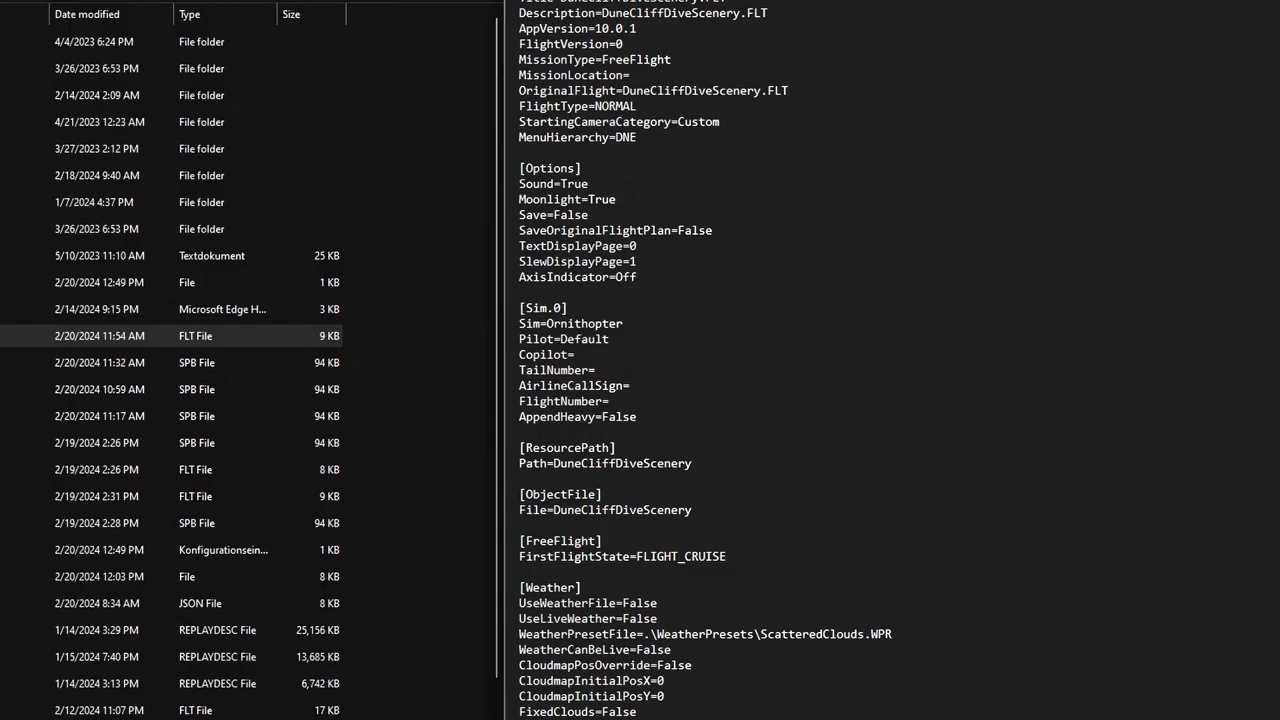 Date modified Type Size
4/4/2023 6:24 PM File folder
3/26/2023 6:53 PM File folder
2/14/2024 2:09 AM File folder
4/21/2023 12:23 AM File folder
3/27/2023 2:12 PM File folder
2/18/2024 9:40 AM File folder
1/7/2024 4:37 PM File folder
3/26/2023 6:53 PM File folder
5/10/2023 11:10 AM Textdokument 25 KB
2/20/2024 12:49 PM File 1 KB
2/14/2024 9:15 PM Microsoft Edge H... 3 KB
2/20/2024 11:54 AM FLT File 9 KB
2/20/2024 11:32 AM SPB File 94 KB
2/20/2024 10:59 AM SPB File 94 KB
2/20/2024 11:17 AM SPB File 94 KB
2/19/2024 2:26 PM SPB File 94 KB
2/19/2024 2:26 PM FLT File 8 KB
2/19/2024 2:31 PM FLT File 9 KB
2/19/2024 2:28 PM SPB File 94 KB
2/20/2024 12:49 PM Konfigurationsein... 1 KB
2/20/2024 12:03 PM File 8 KB
2/20/2024 8:34 AM JSON File 8 KB
1/14/2024 3:29 PM REPLAYDESC File 25,156 KB
1/15/2024 7:40 PM REPLAYDESC File 13,685 KB
1/14/2024 3:13 PM REPLAYDESC File 6,742 KB
2/12/2024 11:07 PM FLT File 17 KB
Description=DuneCliffDiveScenery.FLT
AppVersion=10.0.1
FlightVersion=0
MissionType=FreeFlight
MissionLocation=
OriginalFlight=DuneCliffDiveScenery.FLT
FlightType=NORMAL
StartingCameraCategory=Custom
MenuHierarchy=DNE
[Options]
Sound=True
Moonlight=True
Save=False
SaveOriginalFlightPlan=False
TextDisplayPage=0
SlewDisplayPage=1
AxisIndicator=Off
[Sim.0]
Sim=Ornithopter
Pilot=Default
Copilot=
TailNumber=
AirlineCallSign=
FlightNumber=
AppendHeavy=False
[ResourcePath]
Path=DuneCliffDiveScenery
[ObjectFile]
File=DuneCliffDiveScenery
[FreeFlight]
FirstFlightState=FLIGHT_CRUISE
[Weather]
UseWeatherFile=False
UseLiveWeather=False
WeatherPresetFile=.\WeatherPresets\ScatteredClouds.WPR
WeatherCanBeLive=False
CloudmapPosOverride=False
CloudmapInitialPosX=0
CloudmapInitialPosY=0
FixedClouds=False